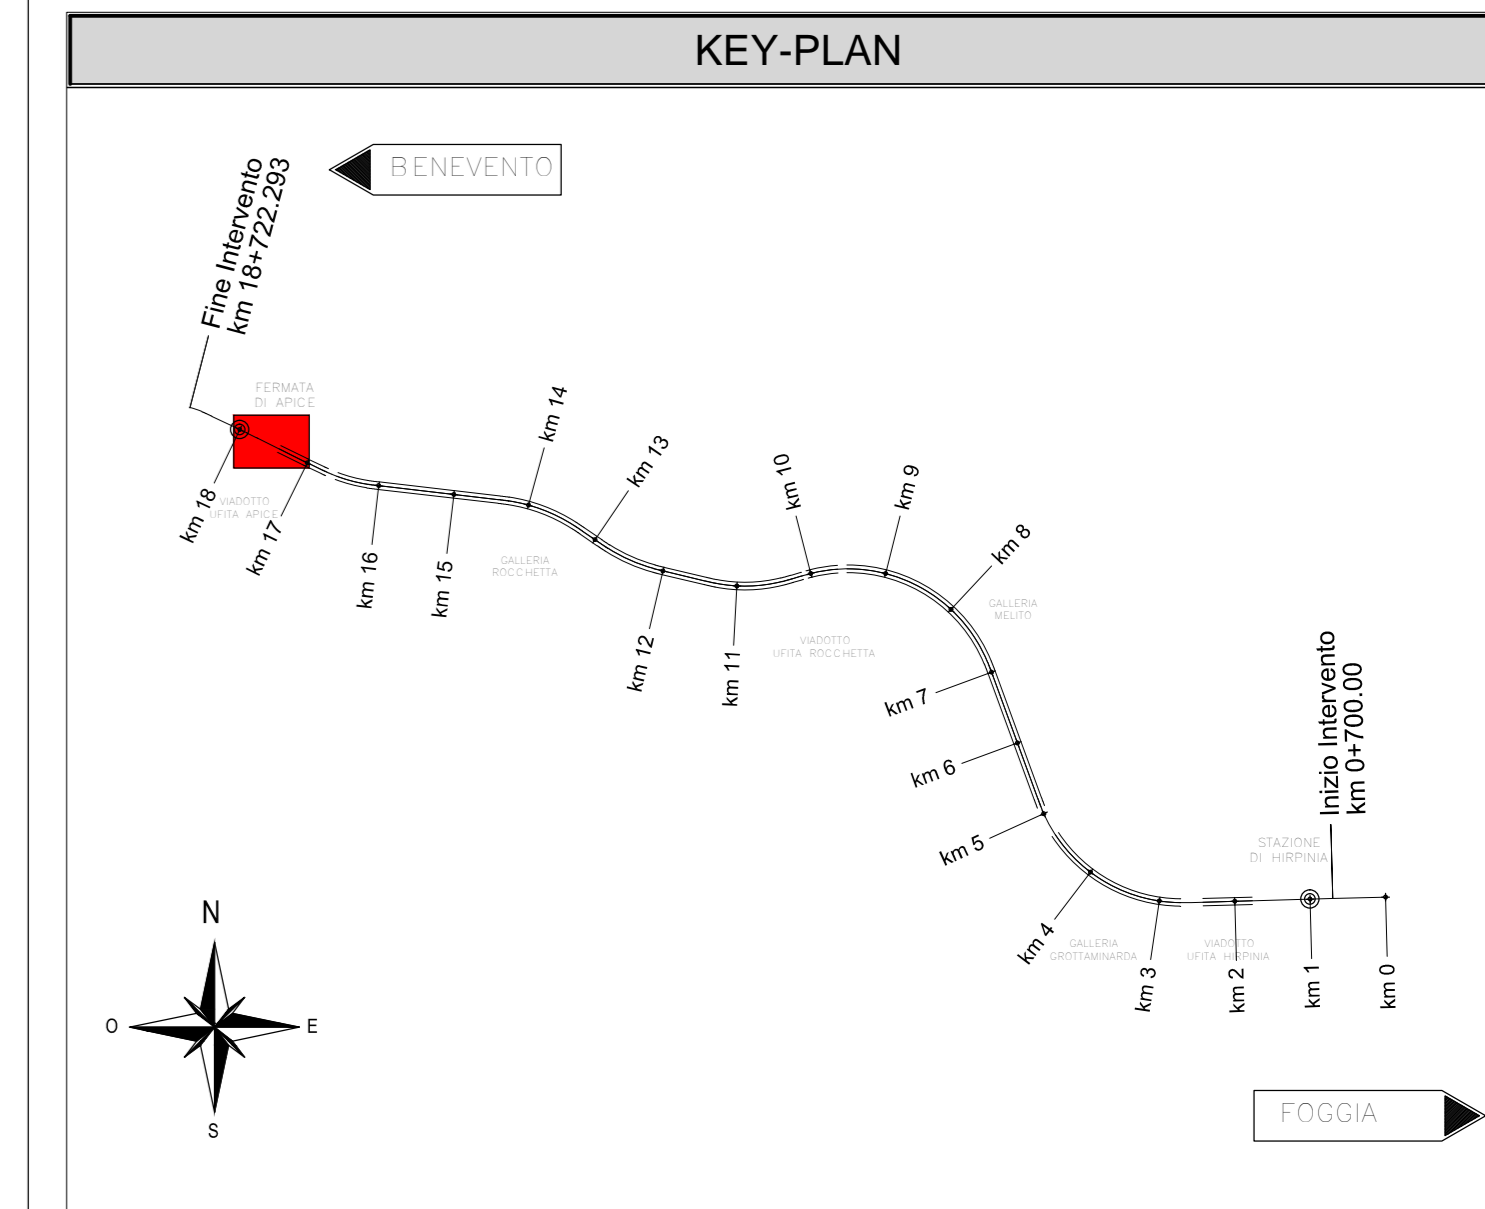 KEY-PLAN
BENEVENTO
Fine Intervento
km 18+722.293
FERMATA
DI APICE
km 18
VIADOTTO
UFITA APICE
km 17
km 16
km 15
km 14
GALLERIA
ROCCHETTA
km 13
km 12
km 11
km 10
VIADOTTO
UFITA ROCCHETTA
km 9
km 8
GALLERIA
MELITO
km 7
km 6
km 5
Inizio Intervento
km 0+700.00
STAZIONE
DI HIRPINIA
km 4
GALLERIA
GROTTAMINARDA
km 3
VIADOTTO
UFITA HIRPINIA
km 2
km 1
km 0
N
O
E
S
FOGGIA